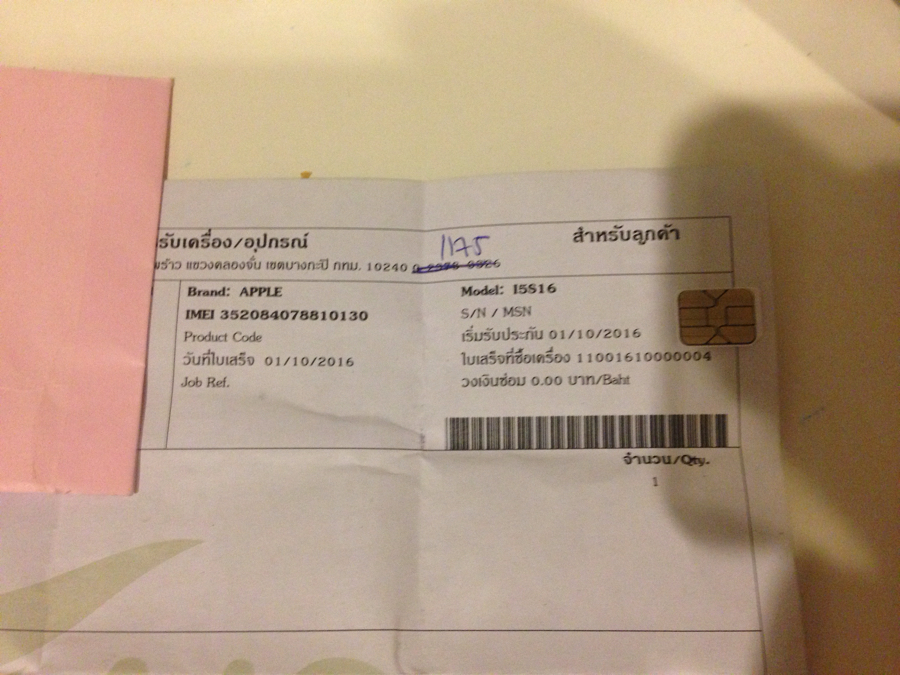 รับเครื่อง/อุปกรณ์
1175
สำหรับลูกค้า
แขวงคลองจั่น เขตบางกะปิ กทม. 10240
Brand: APPLE
IMEI 352084078810130
Product Code
วันที่ใบเสร็จ 01/10/2016
Job Ref.
Model: I5S16
S/N / MSN
เริ่มรับประกัน 01/10/2016
ใบเสร็จที่ซื้อเครื่อง 11001610000004
วงเงินซ่อม 0.00 บาท/Baht
จำนวน/Qty.
1